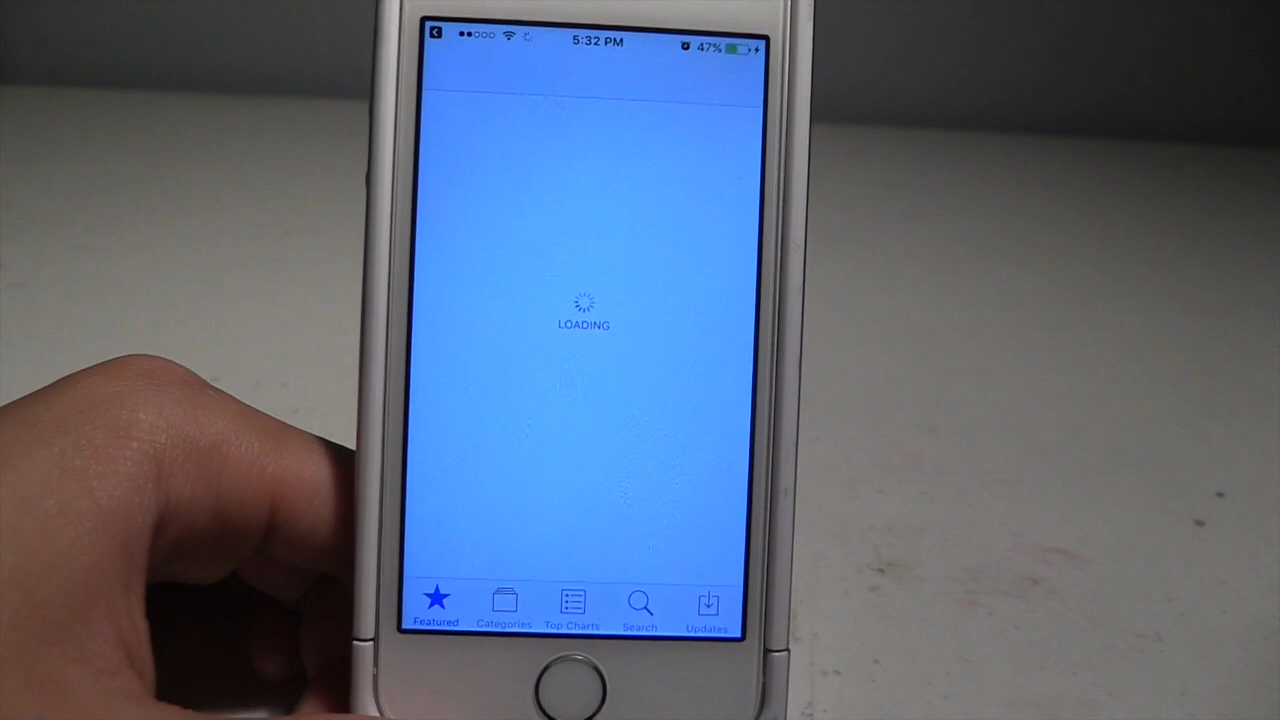 5:32 PM
47%
LOADING
Featured
Categories
Top Charts
Search
Updates